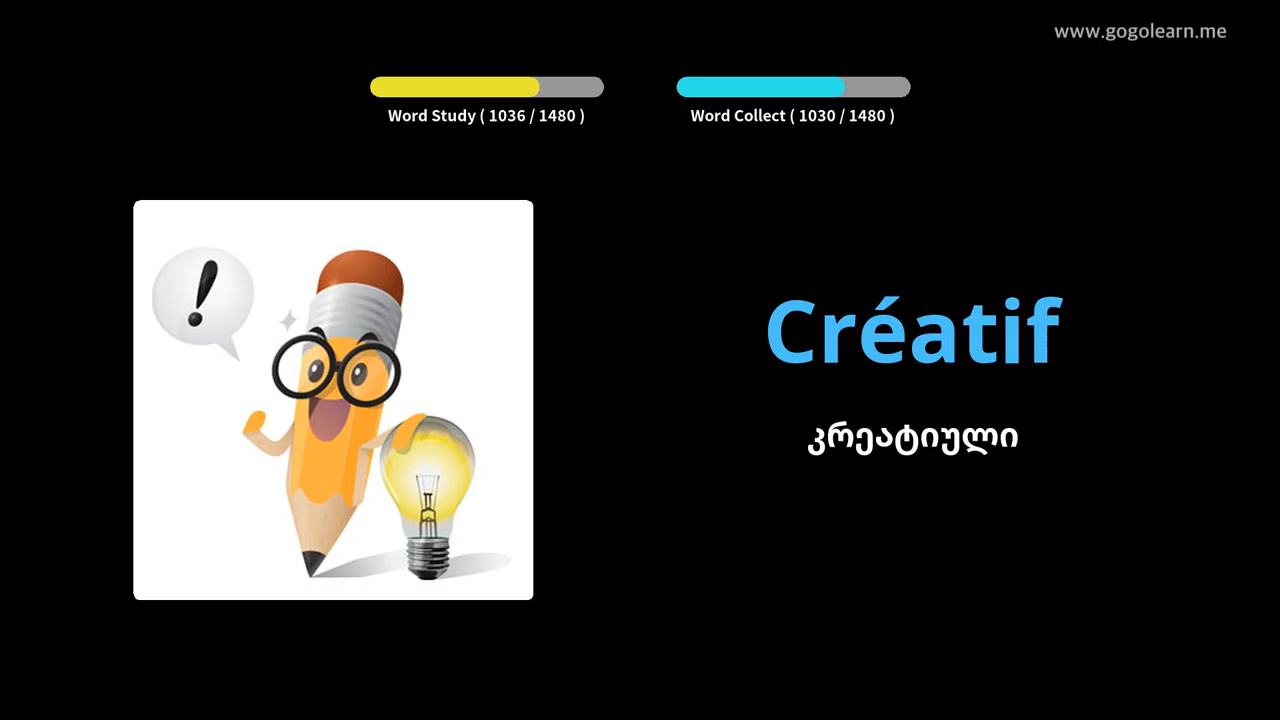 www.gogolearn.me
Word Study ( 1036 / 1480 )
Word Collect ( 1030 / 1480 )
!
Créatif
კრეატიული